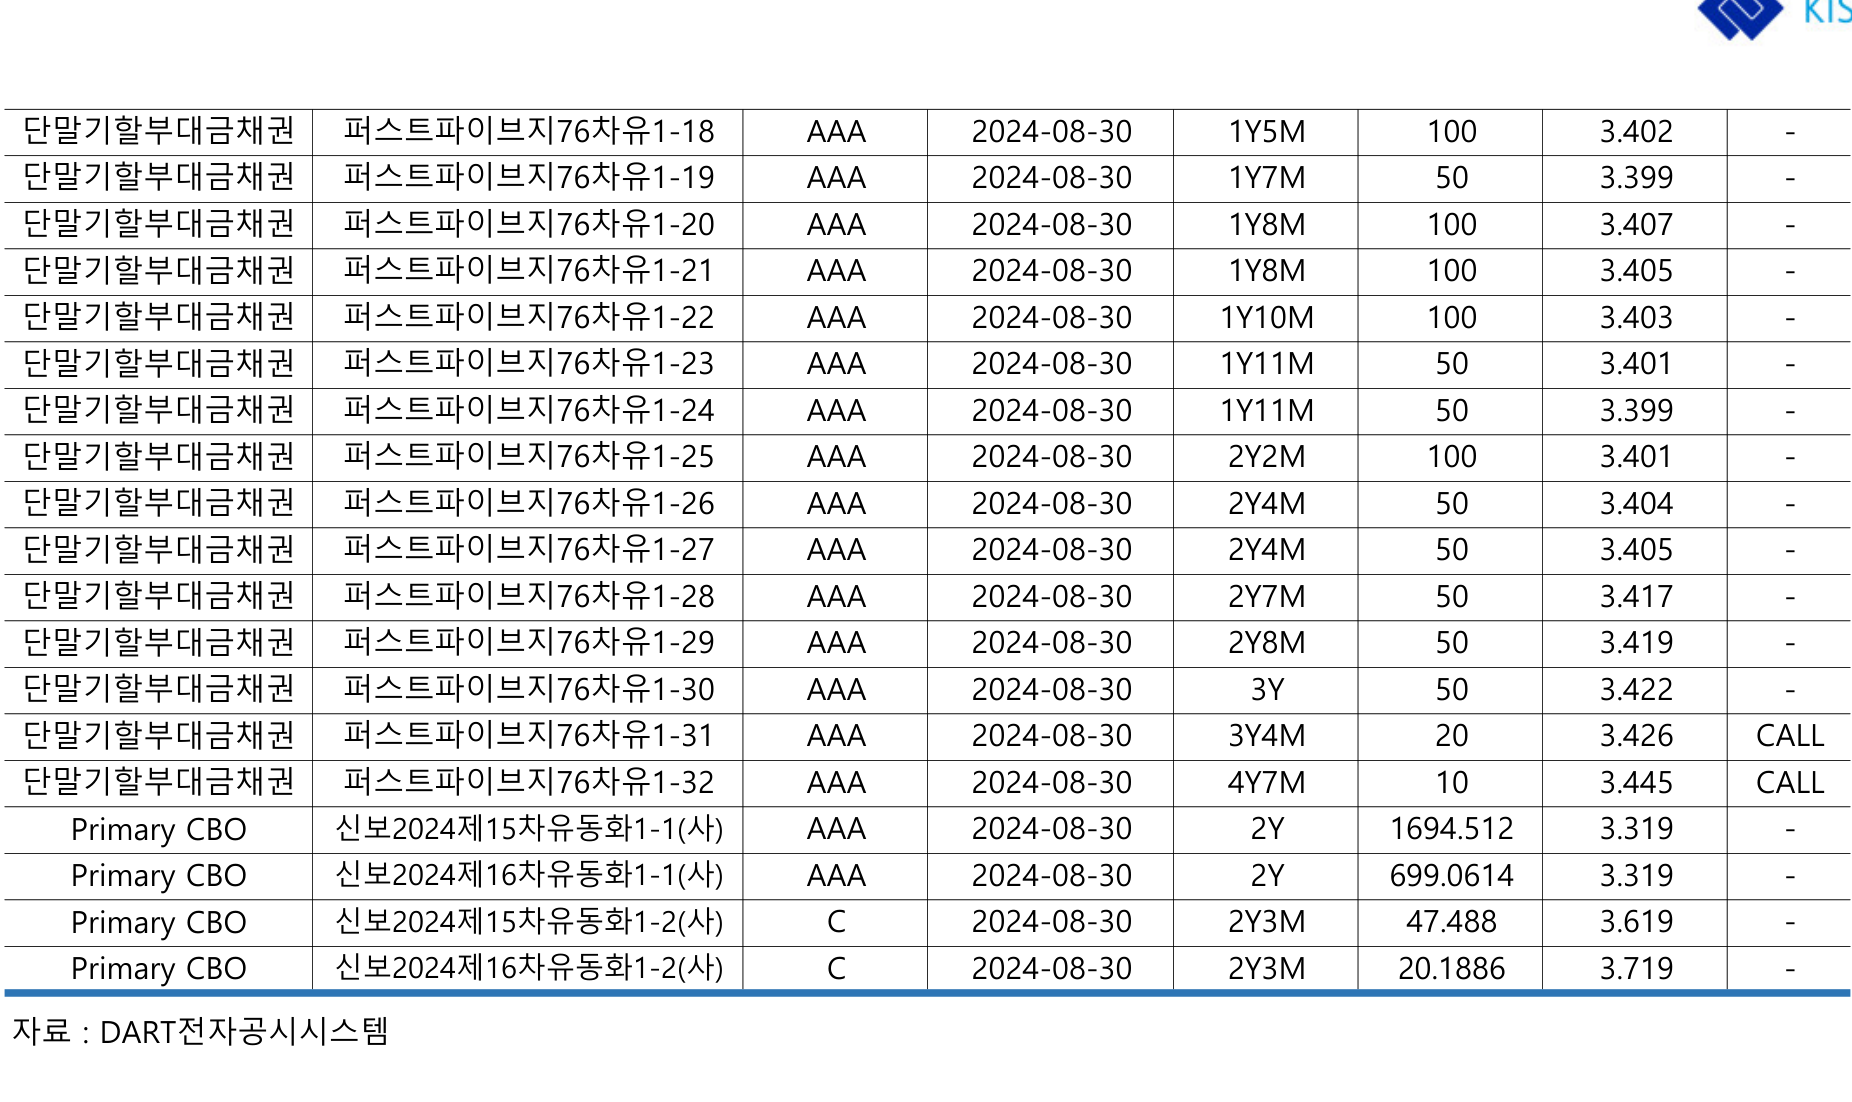 KIS
단말기할부대금채권 퍼스트파이브지76차유1-18 AAA 2024-08-30 1Y5M 100 3.402 -
단말기할부대금채권 퍼스트파이브지76차유1-19 AAA 2024-08-30 1Y7M 50 3.399 -
단말기할부대금채권 퍼스트파이브지76차유1-20 AAA 2024-08-30 1Y8M 100 3.407 -
단말기할부대금채권 퍼스트파이브지76차유1-21 AAA 2024-08-30 1Y8M 100 3.405 -
단말기할부대금채권 퍼스트파이브지76차유1-22 AAA 2024-08-30 1Y10M 100 3.403 -
단말기할부대금채권 퍼스트파이브지76차유1-23 AAA 2024-08-30 1Y11M 50 3.401 -
단말기할부대금채권 퍼스트파이브지76차유1-24 AAA 2024-08-30 1Y11M 50 3.399 -
단말기할부대금채권 퍼스트파이브지76차유1-25 AAA 2024-08-30 2Y2M 100 3.401 -
단말기할부대금채권 퍼스트파이브지76차유1-26 AAA 2024-08-30 2Y4M 50 3.404 -
단말기할부대금채권 퍼스트파이브지76차유1-27 AAA 2024-08-30 2Y4M 50 3.405 -
단말기할부대금채권 퍼스트파이브지76차유1-28 AAA 2024-08-30 2Y7M 50 3.417 -
단말기할부대금채권 퍼스트파이브지76차유1-29 AAA 2024-08-30 2Y8M 50 3.419 -
단말기할부대금채권 퍼스트파이브지76차유1-30 AAA 2024-08-30 3Y 50 3.422 -
단말기할부대금채권 퍼스트파이브지76차유1-31 AAA 2024-08-30 3Y4M 20 3.426 CALL
단말기할부대금채권 퍼스트파이브지76차유1-32 AAA 2024-08-30 4Y7M 10 3.445 CALL
Primary CBO 신보2024제15차유동화1-1(사) AAA 2024-08-30 2Y 1694.512 3.319 -
Primary CBO 신보2024제16차유동화1-1(사) AAA 2024-08-30 2Y 699.0614 3.319 -
Primary CBO 신보2024제15차유동화1-2(사) C 2024-08-30 2Y3M 47.488 3.619 -
Primary CBO 신보2024제16차유동화1-2(사) C 2024-08-30 2Y3M 20.1886 3.719 -
자료 : DART전자공시시스템